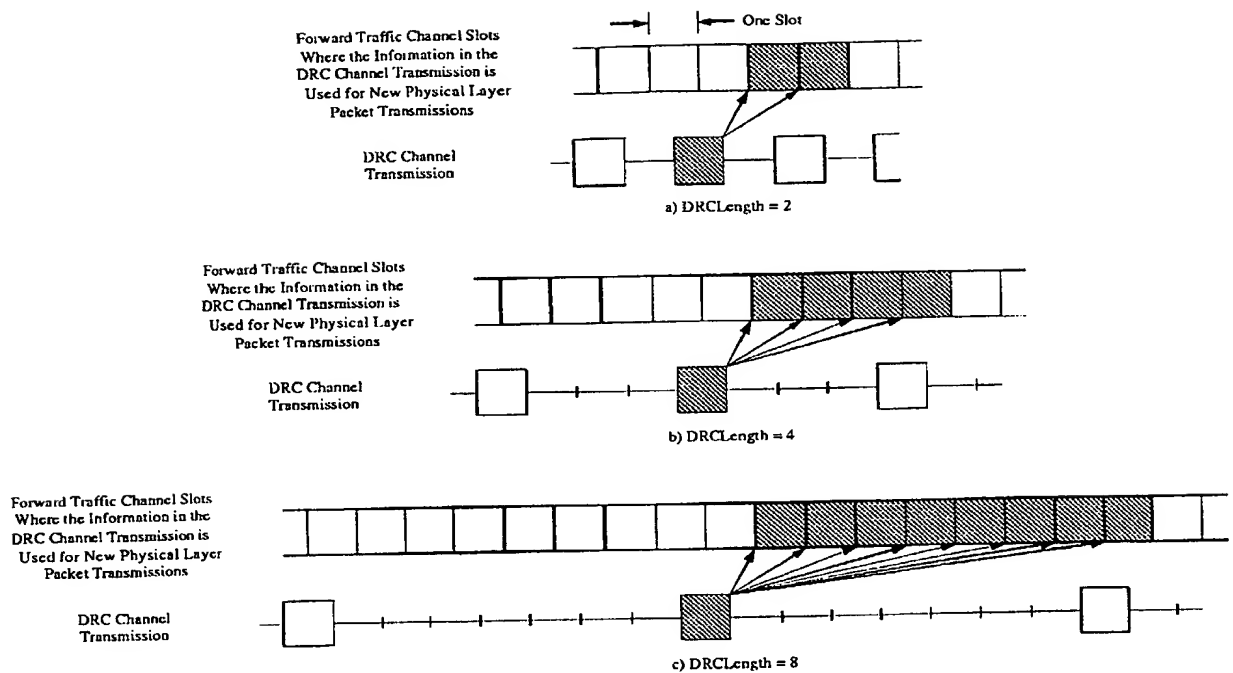 One Slot
Forward Traffic Channel Slots
Where the Information in the
DRC Channel Transmission is
Used for New Physical Layer
Packet Transmissions
DRC Channel
Transmission
a) DRCLength = 2
Forward Traffic Channel Slots
Where the Information in the
DRC Channel Transmission is
Used for New Physical Layer
Packet Transmissions
DRC Channel
Transmission
b) DRCLength = 4
Forward Traffic Channel Slots
Where the Information in the
DRC Channel Transmission is
Used for New Physical Layer
Packet Transmissions
DRC Channel
Transmission
c) DRCLength = 8